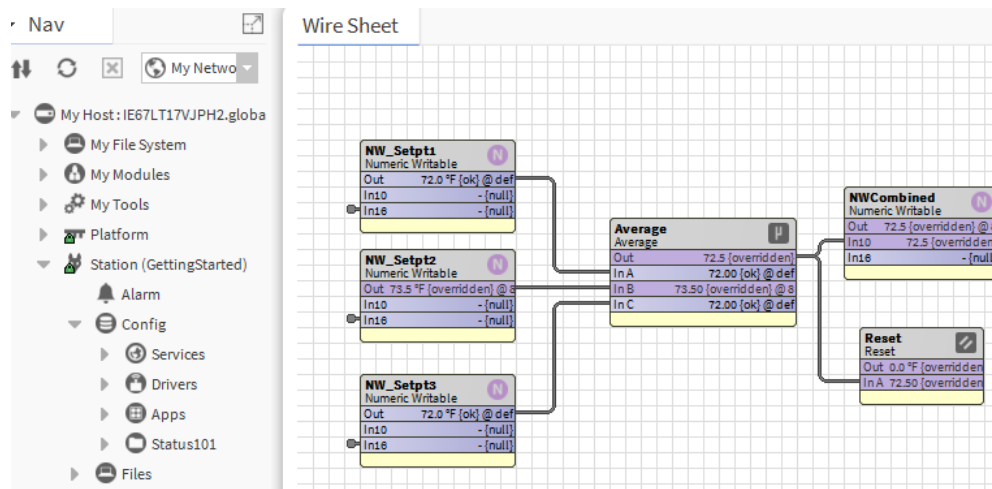 Nav
My Netwo
My Host : IE67LT17VJPH2.globa
My File System
My Modules
My Tools
Platform
Station (GettingStarted)
Alarm
Config
Services
Drivers
Apps
Status101
Files
Wire Sheet
NW_Setpt1
Numeric Writable
N
Out 72.0 °F {ok} @ def
In10 - {null}
In16 - {null}
NW_Setpt2
Numeric Writable
N
Out 73.5 °F {overridden} @ 8
In10 - {null}
In16 - {null}
NW_Setpt3
Numeric Writable
N
Out 72.0 °F {ok} @ def
In10 - {null}
In16 - {null}
Average
Average
μ
Out 72.5 {overridden}
In A 72.00 {ok} @ def
In B 73.50 {overridden} @ 8
In C 72.00 {ok} @ def
NWCombined
Numeric Writable
N
Out 72.5 {overridden} @ 8
In10 72.5 {overridden
In16 - {null
Reset
Reset
Out 0.0 °F {overridden
In A 72.50 {overridden